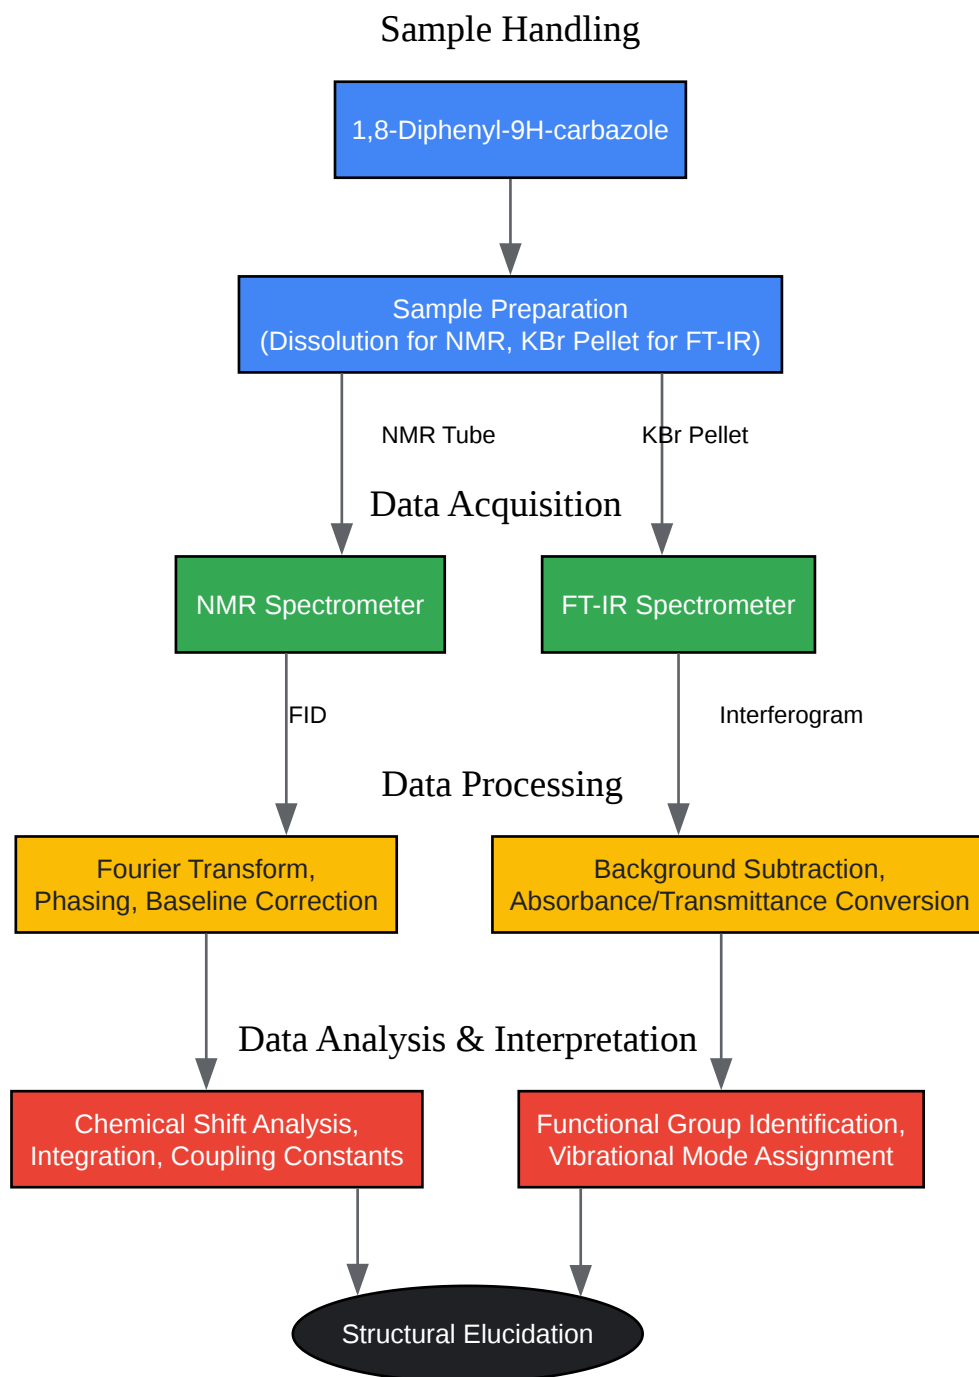 Sample Handling
1,8-Diphenyl-9H-carbazole
Sample Preparation
(Dissolution for NMR, KBr Pellet for FT-IR)
NMR Tube
KBr Pellet
Data Acquisition
NMR Spectrometer
FT-IR Spectrometer
FID
Interferogram
Data Processing
Fourier Transform,
Phasing, Baseline Correction
Background Subtraction,
Absorbance/Transmittance Conversion
Data Analysis & Interpretation
Chemical Shift Analysis,
Integration, Coupling Constants
Functional Group Identification,
Vibrational Mode Assignment
Structural Elucidation